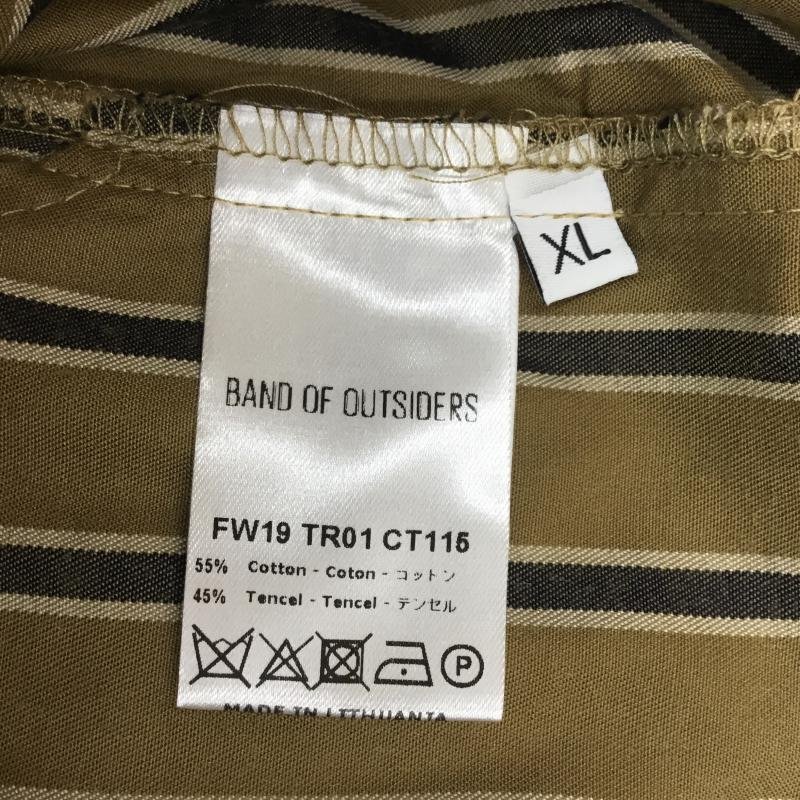 XL
BAND OF OUTSIDERS
FW19 TR01 CT115
55% Cotton - Coton - コットン
45% Tencel - Tencel - テンセル
P
MADE IN LITHUANIA